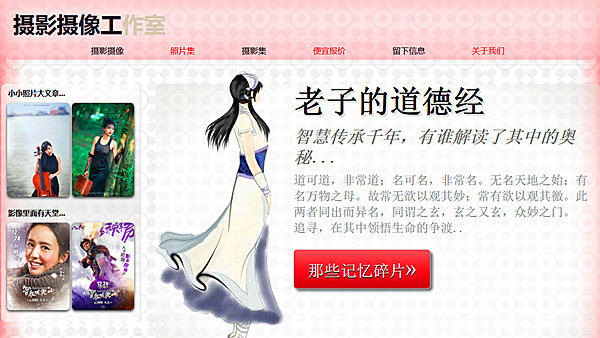 摄影摄像工作室
摄影摄像 照片集 摄影集 便宜报价 留下信息 关于我们
小小照片大文章...
影像里面有天堂...
老子的道德经
智慧传承千年，有谁解读了其中的奥
秘...
道可道，非常道；名可名，非常名。无名天地之始；有
名万物之母。故常无欲以观其妙；常有欲以观其徼。此
两者同出而异名，同谓之玄，玄之又玄，众妙之门。
追寻，在其中领悟生命的争渡..
那些记忆碎片»